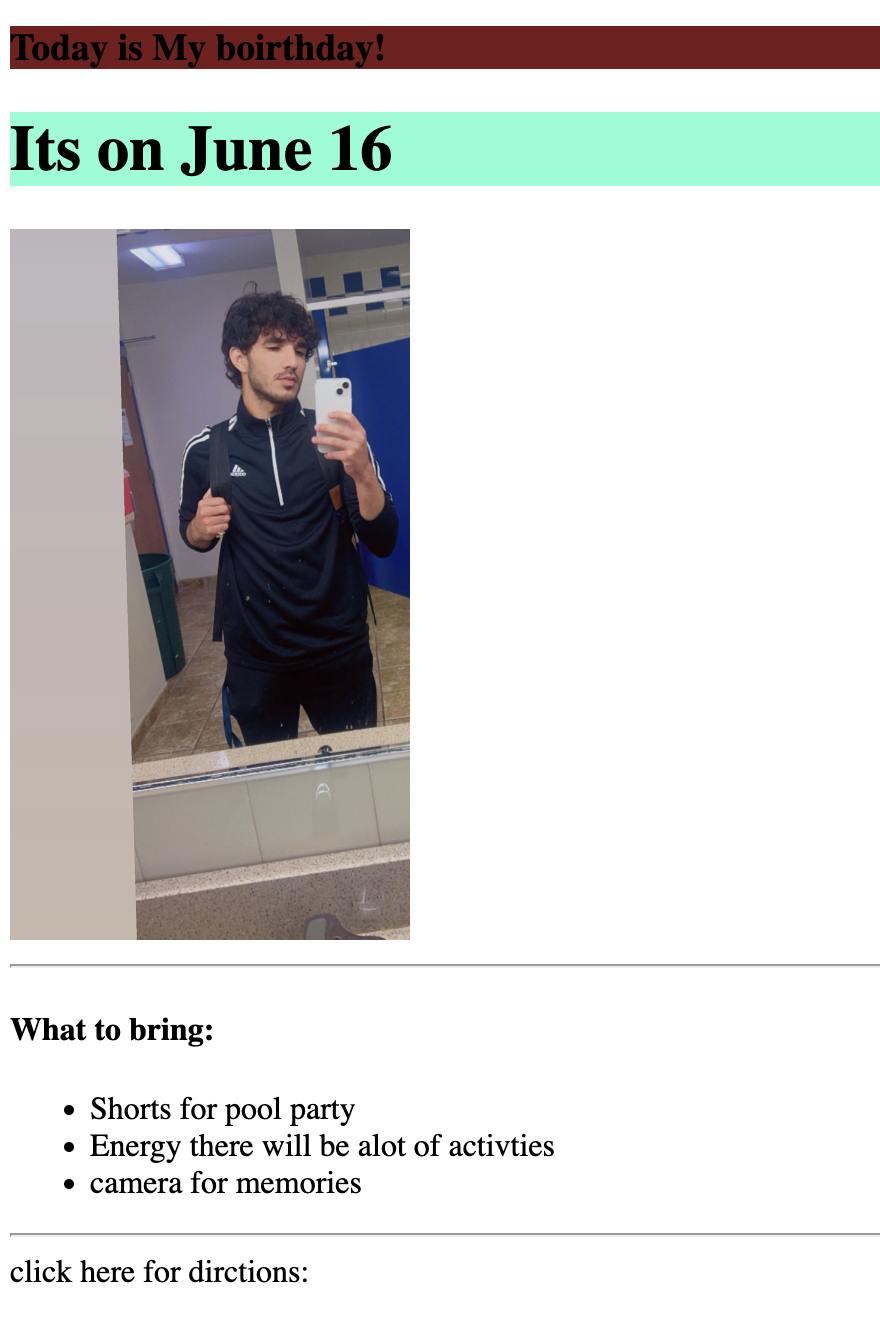 Today is My boirthday!
Its on June 16
adidas
What to bring:
Shorts for pool party
Energy there will be alot of activties
camera for memories
click here for dirctions: